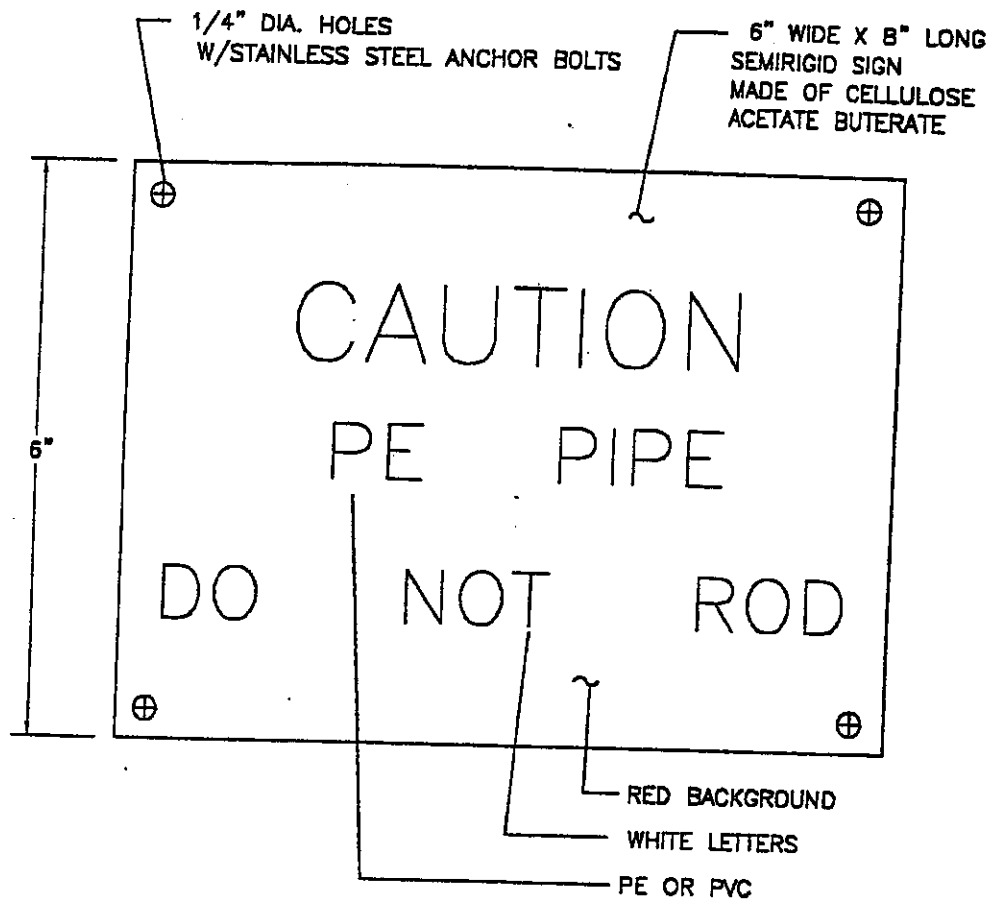 1/4" DIA. HOLES
W/STAINLESS STEEL ANCHOR BOLTS
6" WIDE X 8" LONG
SEMIRIGID SIGN
MADE OF CELLULOSE
ACETATE BUTERATE
6"
CAUTION
PE PIPE
DO NOT ROD
RED BACKGROUND
WHITE LETTERS
PE OR PVC